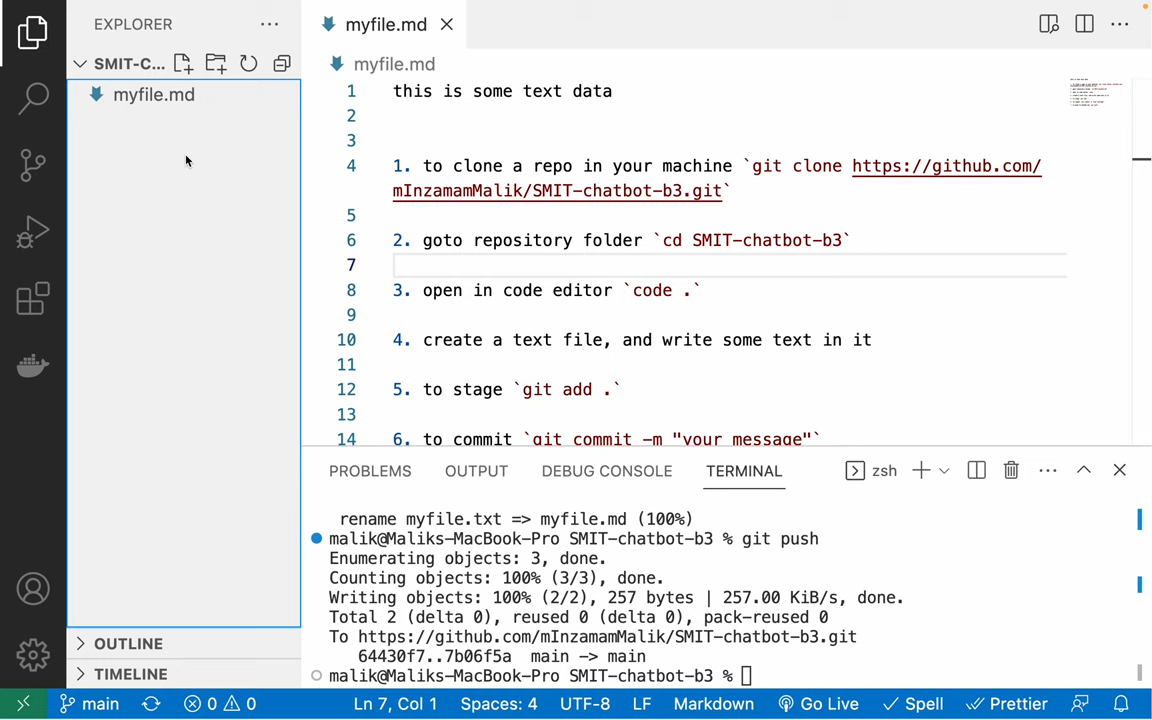 EXPLORER
myfile.md
SMIT-C...
myfile.md
myfile.md
1 this is some text data
2
3
4 1. to clone a repo in your machine `git clone https://github.com/
mInzamamMalik/SMIT-chatbot-b3.git`
5
6 2. goto repository folder `cd SMIT-chatbot-b3`
7
8 3. open in code editor `code .`
9
10 4. create a text file, and write some text in it
11
12 5. to stage `git add .`
13
14 6. to commit `git commit -m "your message"`
PROBLEMS OUTPUT DEBUG CONSOLE TERMINAL zsh
rename myfile.txt => myfile.md (100%)
malik@Maliks-MacBook-Pro SMIT-chatbot-b3 % git push
Enumerating objects: 3, done.
Counting objects: 100% (3/3), done.
Writing objects: 100% (2/2), 257 bytes | 257.00 KiB/s, done.
Total 2 (delta 0), reused 0 (delta 0), pack-reused 0
To https://github.com/mInzamamMalik/SMIT-chatbot-b3.git
64430f7..7b06f5a main -> main
malik@Maliks-MacBook-Pro SMIT-chatbot-b3 %
OUTLINE
TIMELINE
main 0 0 Ln 7, Col 1 Spaces: 4 UTF-8 LF Markdown Go Live Spell Prettier